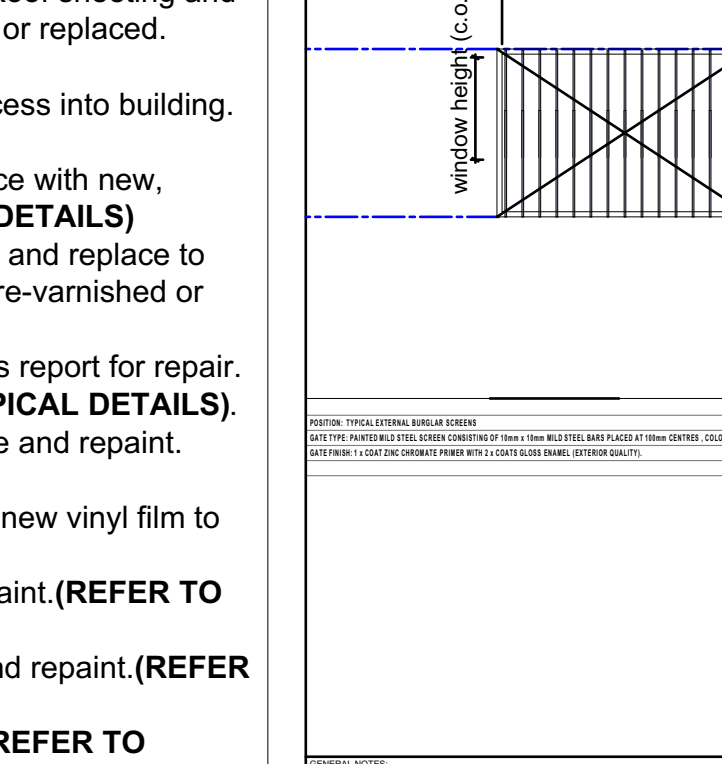 or replaced.
cess into building.
ce with new,
DETAILS)
and replace to
re-varnished or
s report for repair.
PICAL DETAILS).
e and repaint.
new vinyl film to
aint.(REFER TO
nd repaint.(REFER
REFER TO
window height (c.o.
POSITION: TYPICAL EXTERNAL BURGLAR SCREENS
GATE TYPE: PAINTED MILD STEEL SCREEN CONSISTING OF 10mm x 10mm MILD STEEL BARS PLACED AT 100mm CENTRES , COLO
GATE FINISH: 1 x COAT ZINC CHROMATE PRIMER WITH 2 x COATS GLOSS ENAMEL (EXTERIOR QUALITY).
GENERAL NOTES: